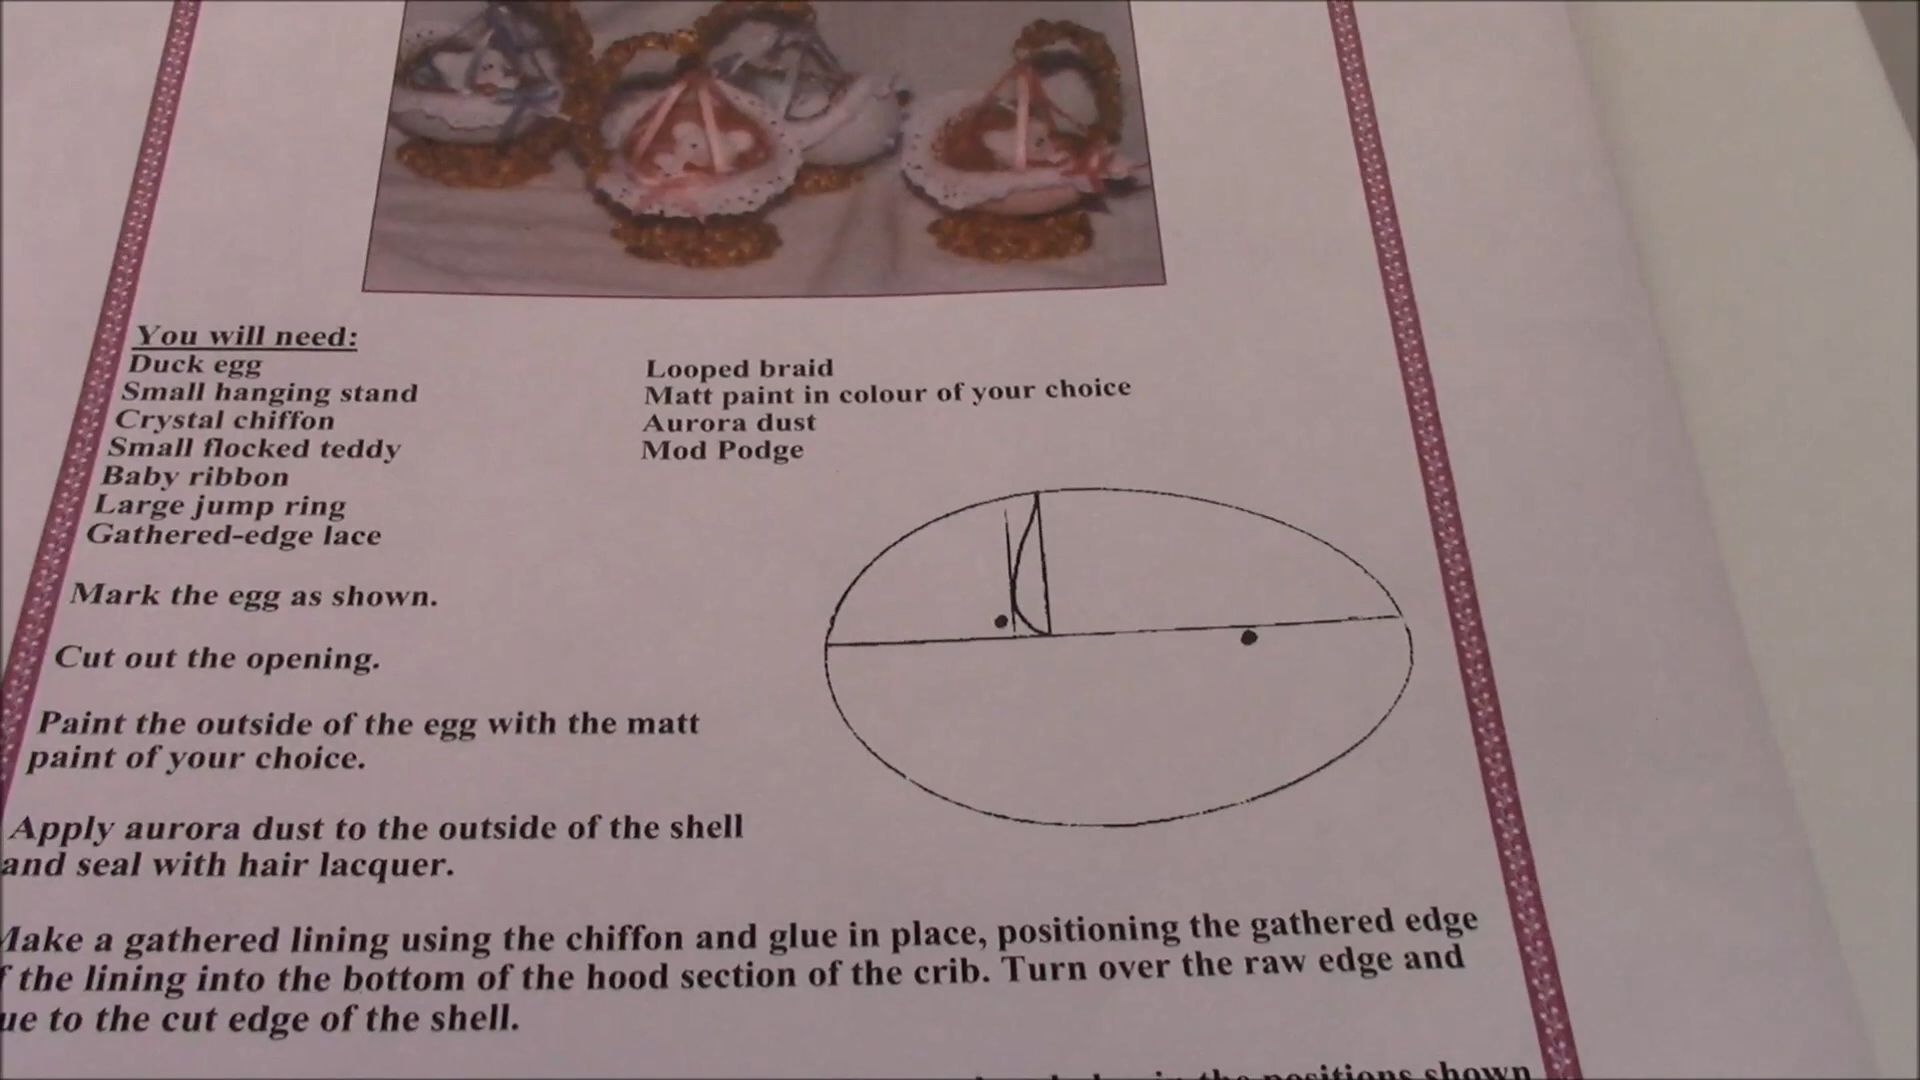 You will need:
Duck egg
Small hanging stand
Crystal chiffon
Small flocked teddy
Baby ribbon
Large jump ring
Gathered-edge lace
Looped braid
Matt paint in colour of your choice
Aurora dust
Mod Podge
Mark the egg as shown.
Cut out the opening.
Paint the outside of the egg with the matt
paint of your choice.
Apply aurora dust to the outside of the shell
and seal with hair lacquer.
a gathered lining using the chiffon and glue in place, positioning the gathered edge
the lining into the bottom of the hood section of the crib. Turn over the raw edge and
to the cut edge of the shell.
in the positions shown